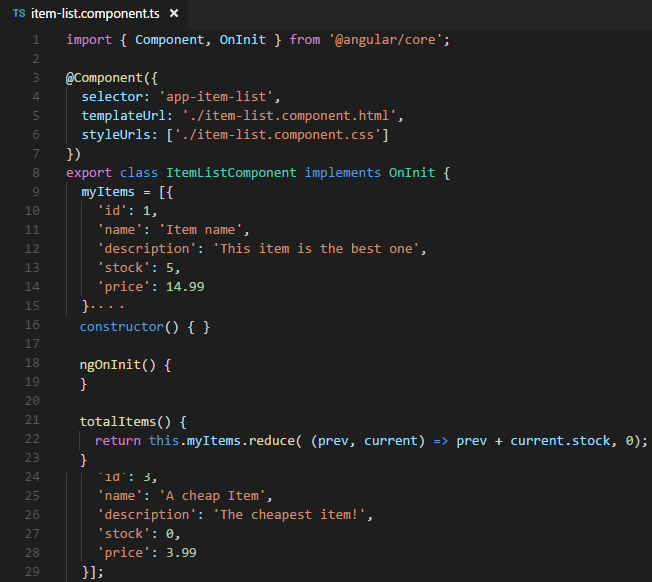 TS item-list.component.ts ×
1 import { Component, OnInit } from '@angular/core';
2
3 @Component({
4 selector: 'app-item-list',
5 templateUrl: './item-list.component.html',
6 styleUrls: ['./item-list.component.css']
7 })
8 export class ItemListComponent implements OnInit {
9 myItems = [{
10 'id': 1,
11 'name': 'Item name',
12 'description': 'This item is the best one',
13 'stock': 5,
14 'price': 14.99
15 }····
16 constructor() { }
17
18 ngOnInit() {
19 }
20
21 totalItems() {
22 return this.myItems.reduce( (prev, current) => prev + current.stock, 0);
23 }
24 'id': 3,
25 'name': 'A cheap Item',
26 'description': 'The cheapest item!',
27 'stock': 0,
28 'price': 3.99
29 }];